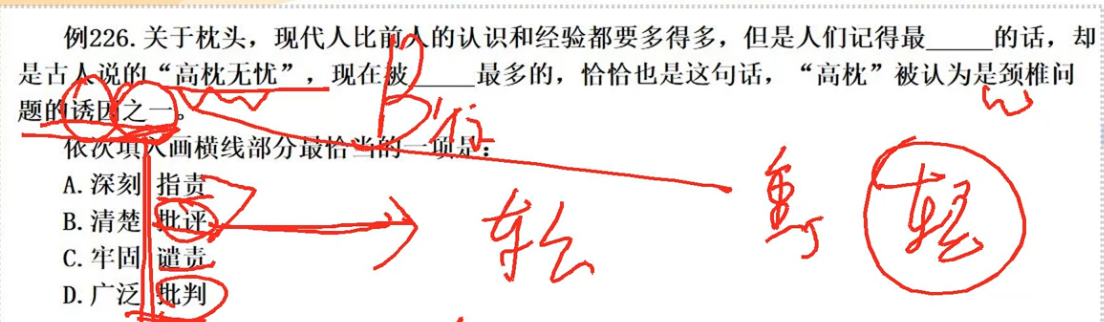 例226.关于枕头，现代人比前人的认识和经验都要多得多，但是人们记得最_____的话，却
是古人说的“高枕无忧”，现在被_____最多的，恰恰也是这句话，“高枕”被认为是颈椎问
题的诱因之一。
依次填入画横线部分最恰当的一项是：
A.深刻 指责
B.清楚 批评
C.牢固 谴责
D.广泛 批判
B
重
轻